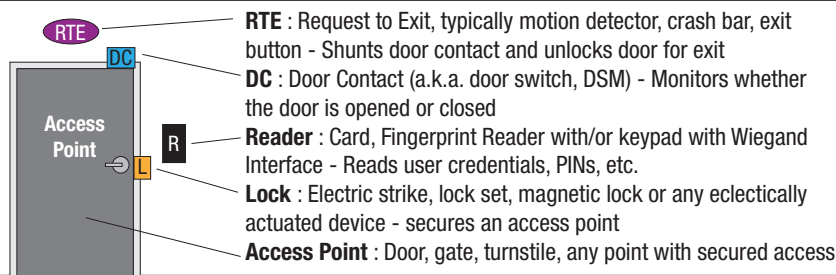 RTE
DC
Access
Point
R
L
RTE : Request to Exit, typically motion detector, crash bar, exit
button - Shunts door contact and unlocks door for exit
DC : Door Contact (a.k.a. door switch, DSM) - Monitors whether
the door is opened or closed
Reader : Card, Fingerprint Reader with/or keypad with Wiegand
Interface - Reads user credentials, PINs, etc.
Lock : Electric strike, lock set, magnetic lock or any eclectically
actuated device - secures an access point
Access Point : Door, gate, turnstile, any point with secured access